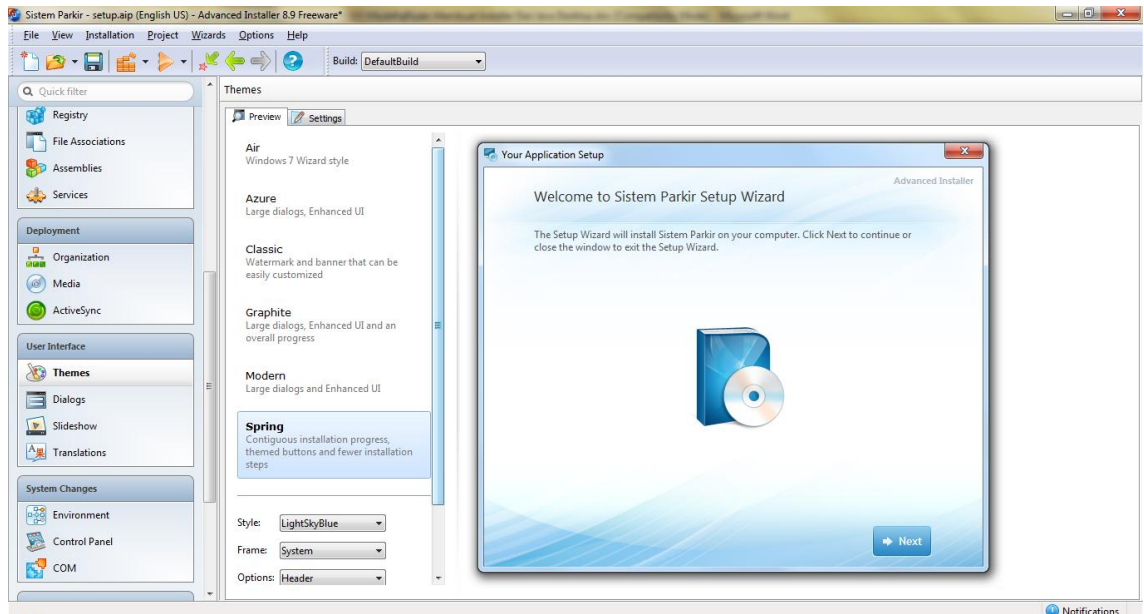 Sistem Parkir - setup.aip (English US) - Advanced Installer 8.9 Freeware*
File View Installation Project Wizards Options Help
Build: DefaultBuild
Quick filter
Registry
File Associations
Assemblies
Services
Deployment
Organization
Media
ActiveSync
User Interface
Themes
Dialogs
Slideshow
Translations
System Changes
Environment
Control Panel
COM
Themes
Preview Settings
Air
Windows 7 Wizard style
Azure
Large dialogs, Enhanced UI
Classic
Watermark and banner that can be
easily customized
Graphite
Large dialogs, Enhanced UI and an
overall progress
Modern
Large dialogs and Enhanced UI
Spring
Contiguous installation progress,
themed buttons and fewer installation
steps
Style: LightSkyBlue
Frame: System
Options: Header
Your Application Setup
Advanced Installer
Welcome to Sistem Parkir Setup Wizard
The Setup Wizard will install Sistem Parkir on your computer. Click Next to continue or
close the window to exit the Setup Wizard.
Next
Notifications